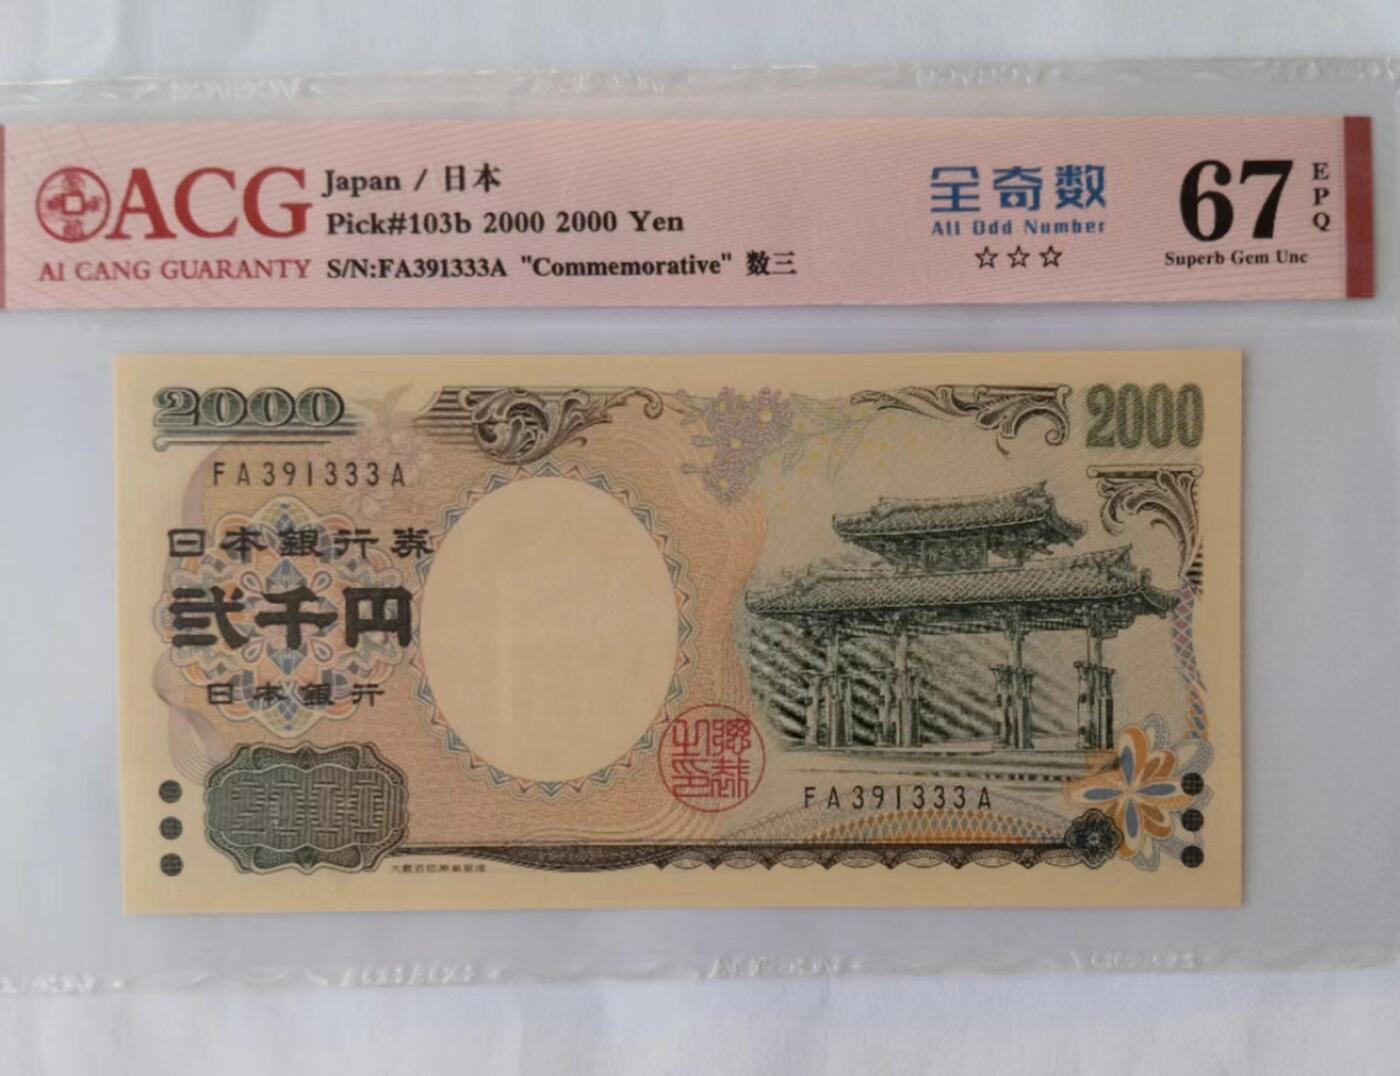 ACG
AI CANG GUARANTY
Japan / 日本
Pick#103b 2000 2000 Yen
S/N:FA391333A "Commemorative" 数三
全奇数
All Odd Number
☆☆☆
67
EPQ
Superb Gem Unc
2000
2000
FA391333A
日本銀行券
弐千円
日本銀行
2000
FA391333A